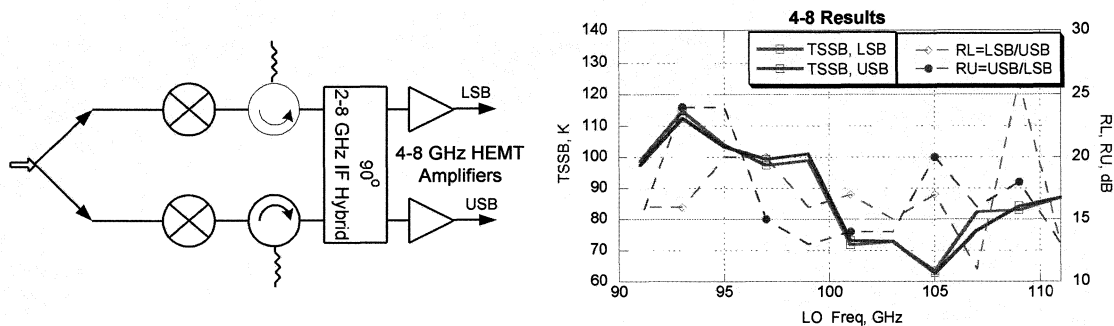 LSB
2-8 GHz IF Hybrid
90°
4-8 GHz HEMT
Amplifiers
USB
4-8 Results
TSSB, LSB
TSSB, USB
RL=LSB/USB
RU=USB/LSB
TSSB, K
140
130
120
110
100
90
80
70
60
RL, RU, dB
30
25
20
15
10
90
95
100
105
110
LO Freq, GHz